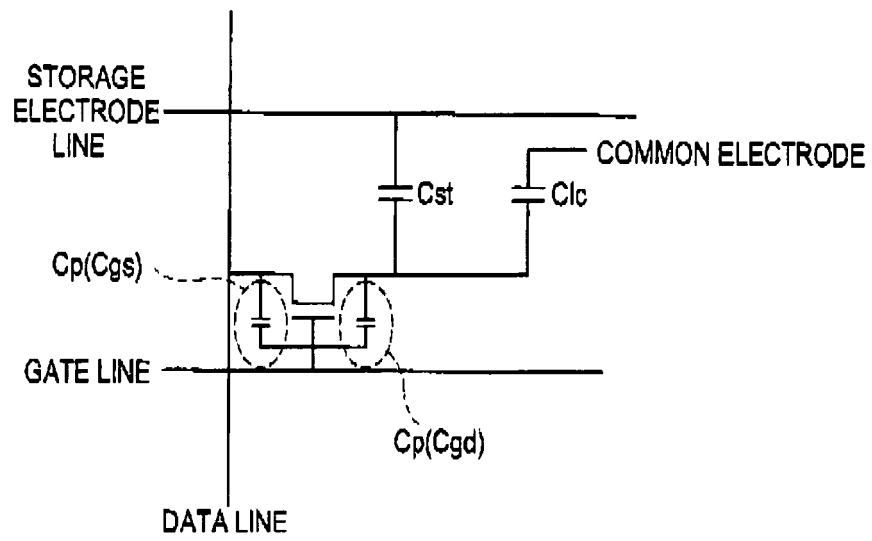 STORAGE
ELECTRODE
LINE
COMMON ELECTRODE
Cst
Clc
Cp(Cgs)
GATE LINE
Cp(Cgd)
DATA LINE